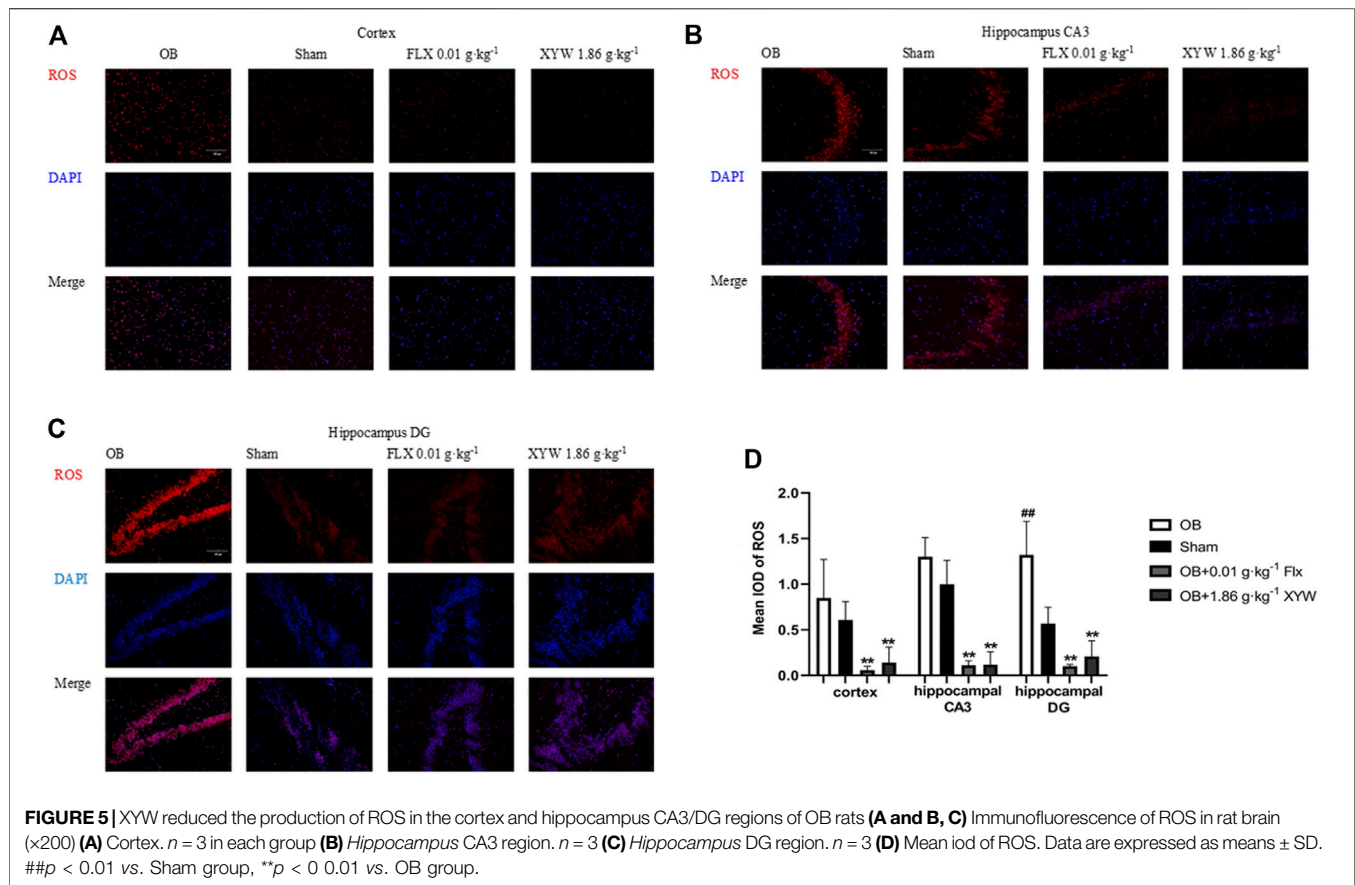 A
Cortex
OB Sham FLX 0.01 g·kg⁻¹ XYW 1.86 g·kg⁻¹
ROS
DAPI
Merge
B
Hippocampus CA3
OB Sham FLX 0.01 g·kg⁻¹ XYW 1.86 g·kg⁻¹
ROS
DAPI
Merge
C
Hippocampus DG
OB Sham FLX 0.01 g·kg⁻¹ XYW 1.86 g·kg⁻¹
ROS
DAPI
Merge
D
Mean IOD of ROS
2.0
1.5
1.0
0.5
0.0
** ** ** ** ## ** **
cortex hippocampal CA3 hippocampal DG
OB
Sham
OB+0.01 g·kg⁻¹ Flx
OB+1.86 g·kg⁻¹ XYW
FIGURE 5 | XYW reduced the production of ROS in the cortex and hippocampus CA3/DG regions of OB rats (A and B, C) Immunofluorescence of ROS in rat brain
(×200) (A) Cortex. n = 3 in each group (B) Hippocampus CA3 region. n = 3 (C) Hippocampus DG region. n = 3 (D) Mean iod of ROS. Data are expressed as means ± SD.
##p < 0.01 vs. Sham group, **p < 0 0.01 vs. OB group.